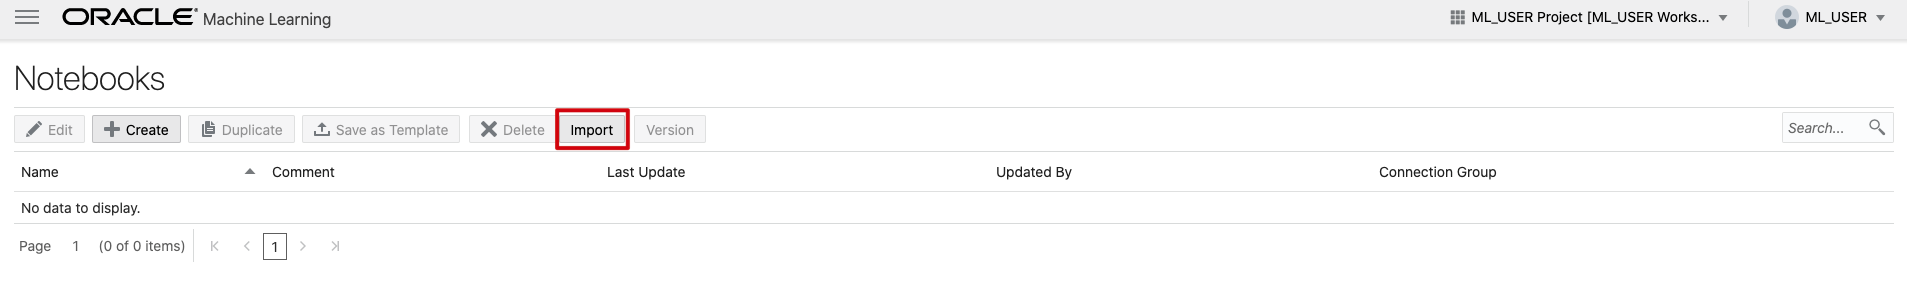 ORACLE® Machine Learning ML_USER Project [ML_USER Works... ML_USER
Notebooks
Edit Create Duplicate Save as Template Delete Import Version Search...
Name Comment Last Update Updated By Connection Group
No data to display.
Page 1 (0 of 0 items) 1